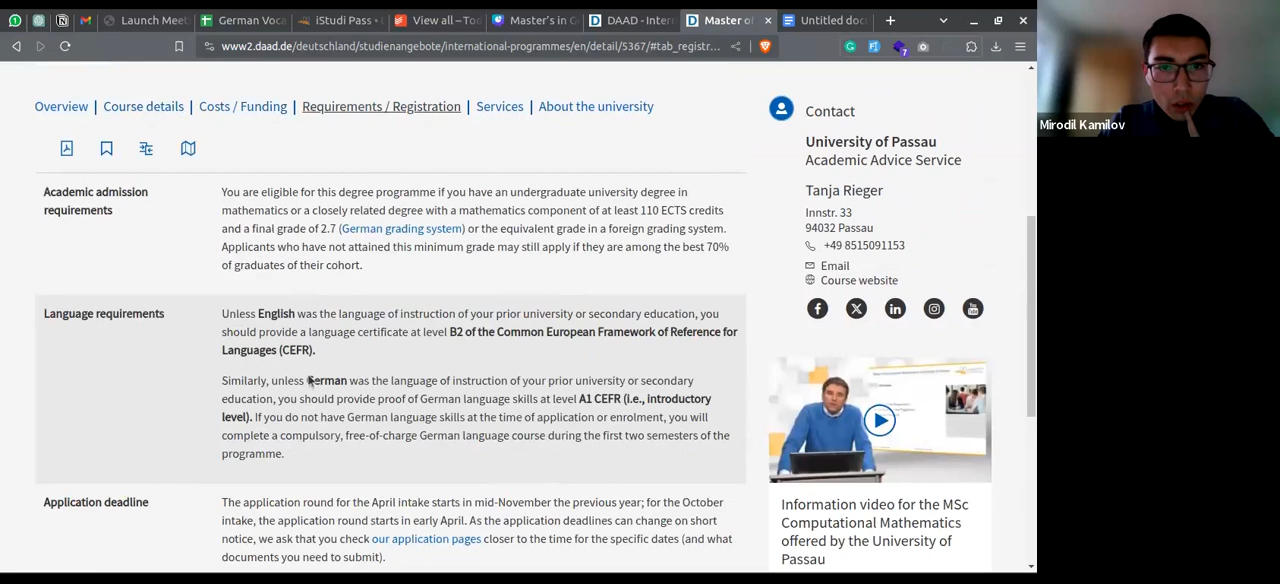 Launch Mee
German Voca
iStudi Pass -
View all – Too
Master's in G
DAAD - Intern
Master of
Untitled doc
www2.daad.de/deutschland/studienangebote/international-programmes/en/detail/5367/#tab_registr...
7
Overview | Course details | Costs / Funding | Requirements / Registration | Services | About the university
Academic admission
requirements
You are eligible for this degree programme if you have an undergraduate university degree in
mathematics or a closely related degree with a mathematics component of at least 110 ECTS credits
and a final grade of 2.7 (German grading system) or the equivalent grade in a foreign grading system.
Applicants who have not attained this minimum grade may still apply if they are among the best 70%
of graduates of their cohort.
Language requirements
Unless English was the language of instruction of your prior university or secondary education, you
should provide a language certificate at level B2 of the Common European Framework of Reference for
Languages (CEFR).
Similarly, unless German was the language of instruction of your prior university or secondary
education, you should provide proof of German language skills at level A1 CEFR (i.e., introductory
level). If you do not have German language skills at the time of application or enrolment, you will
complete a compulsory, free-of-charge German language course during the first two semesters of the
programme.
Application deadline
The application round for the April intake starts in mid-November the previous year; for the October
intake, the application round starts in early April. As the application deadlines can change on short
notice, we ask that you check our application pages closer to the time for the specific dates (and what
documents you need to submit).
Contact
University of Passau
Academic Advice Service
Tanja Rieger
Innstr. 33
94032 Passau
+49 8515091153
Email
Course website
Information video for the MSc
Computational Mathematics
offered by the University of
Passau
Mirodil Kamilov